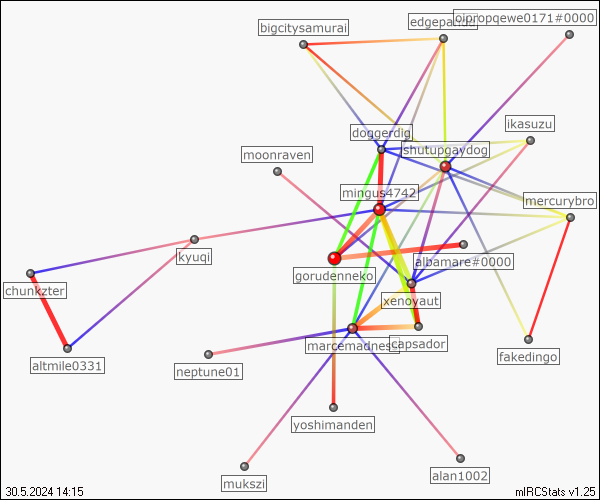 oipropqewe0171#0000
bigcitysamurai
doggerdig
ikasuzu
shutupgaydog
moonraven
mingus4742
mercurybro
kyuqi
albamare#0000
gorudenneko
chunkzter
xenoyaut
marcemadness
capsador
fakedingo
altmile0331
neptune01
yoshimanden
mukszi
alan1002
30.5.2024 14:15
mIRCStats v1.25